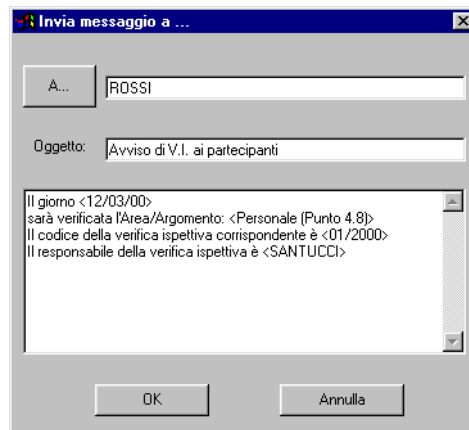 Invia messaggio a ...
A...
ROSSI
Oggetto:
Avviso di V.I. ai partecipanti
Il giorno <12/03/00>
sarà verificata l'Area/Argomento: <Personale (Punto 4.8)>
Il codice della verifica ispettiva corrispondente è <01/2000>
Il responsabile della verifica ispettiva è <SANTUCCI>
OK
Annulla